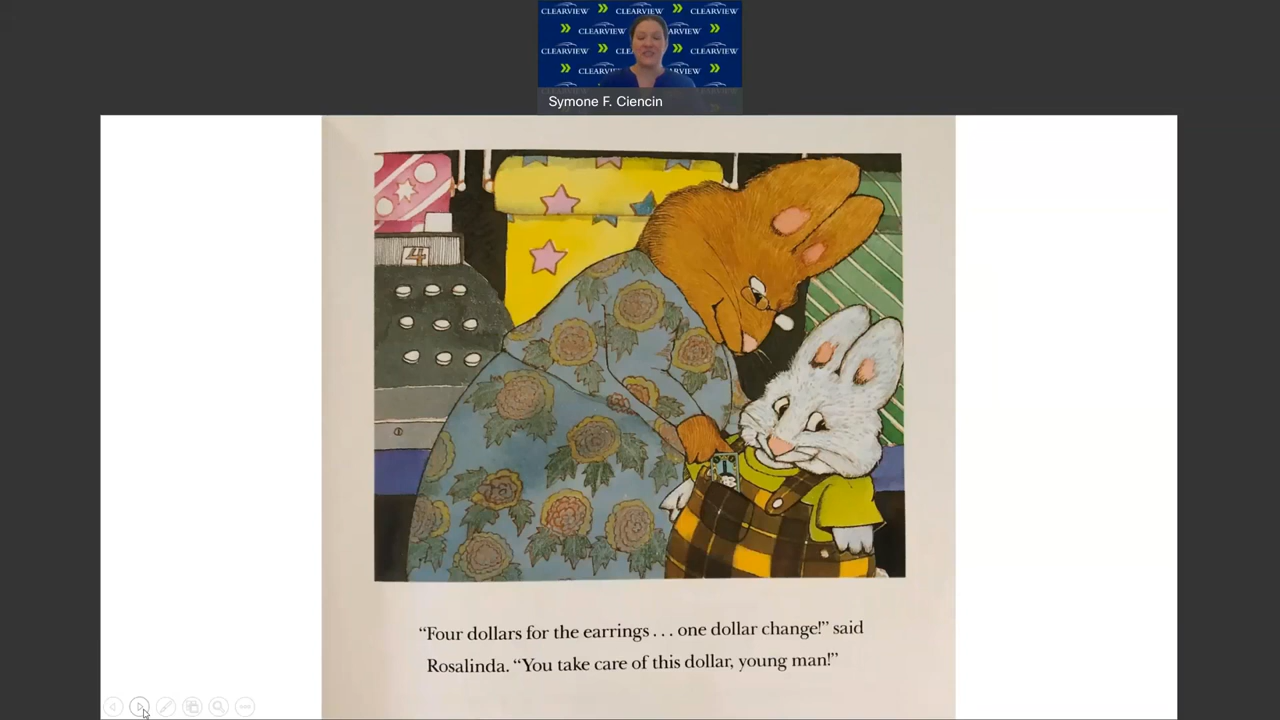 CLEARVIEW CLEARVIEW CLEARVIEW
CLEARVIEW
CLEARVIEW CLEARVIEW
CLEARVIEW
Symone F. Ciencin
4
1
“Four dollars for the earrings . . . one dollar change!” said
Rosalinda. “You take care of this dollar, young man!”